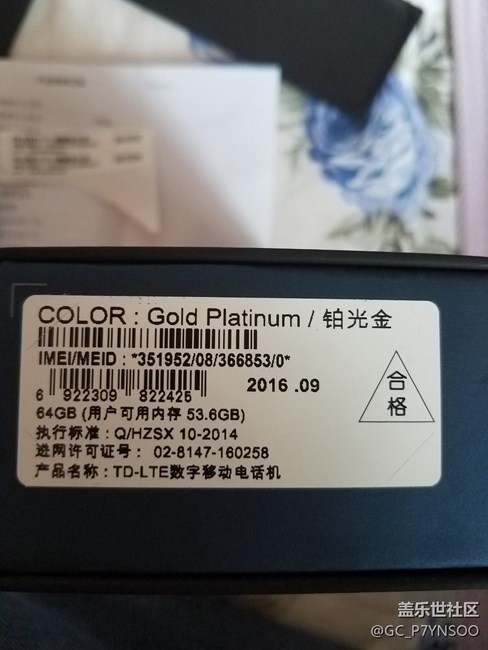 COLOR : Gold Platinum / 铂光金
IMEI/MEID : *351952/08/366853/0*
6 922309 822425
2016 .09
合格
64GB (用户可用内存 53.6GB)
执行标准 : Q/HZSX 10-2014
进网许可证号 : 02-8147-160258
产品名称 : TD-LTE数字移动电话机
盖乐世社区
@GC_P7YNSOO